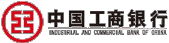 中国工商银行
INDUSTRIAL AND COMMERCIAL BANK OF CHINA